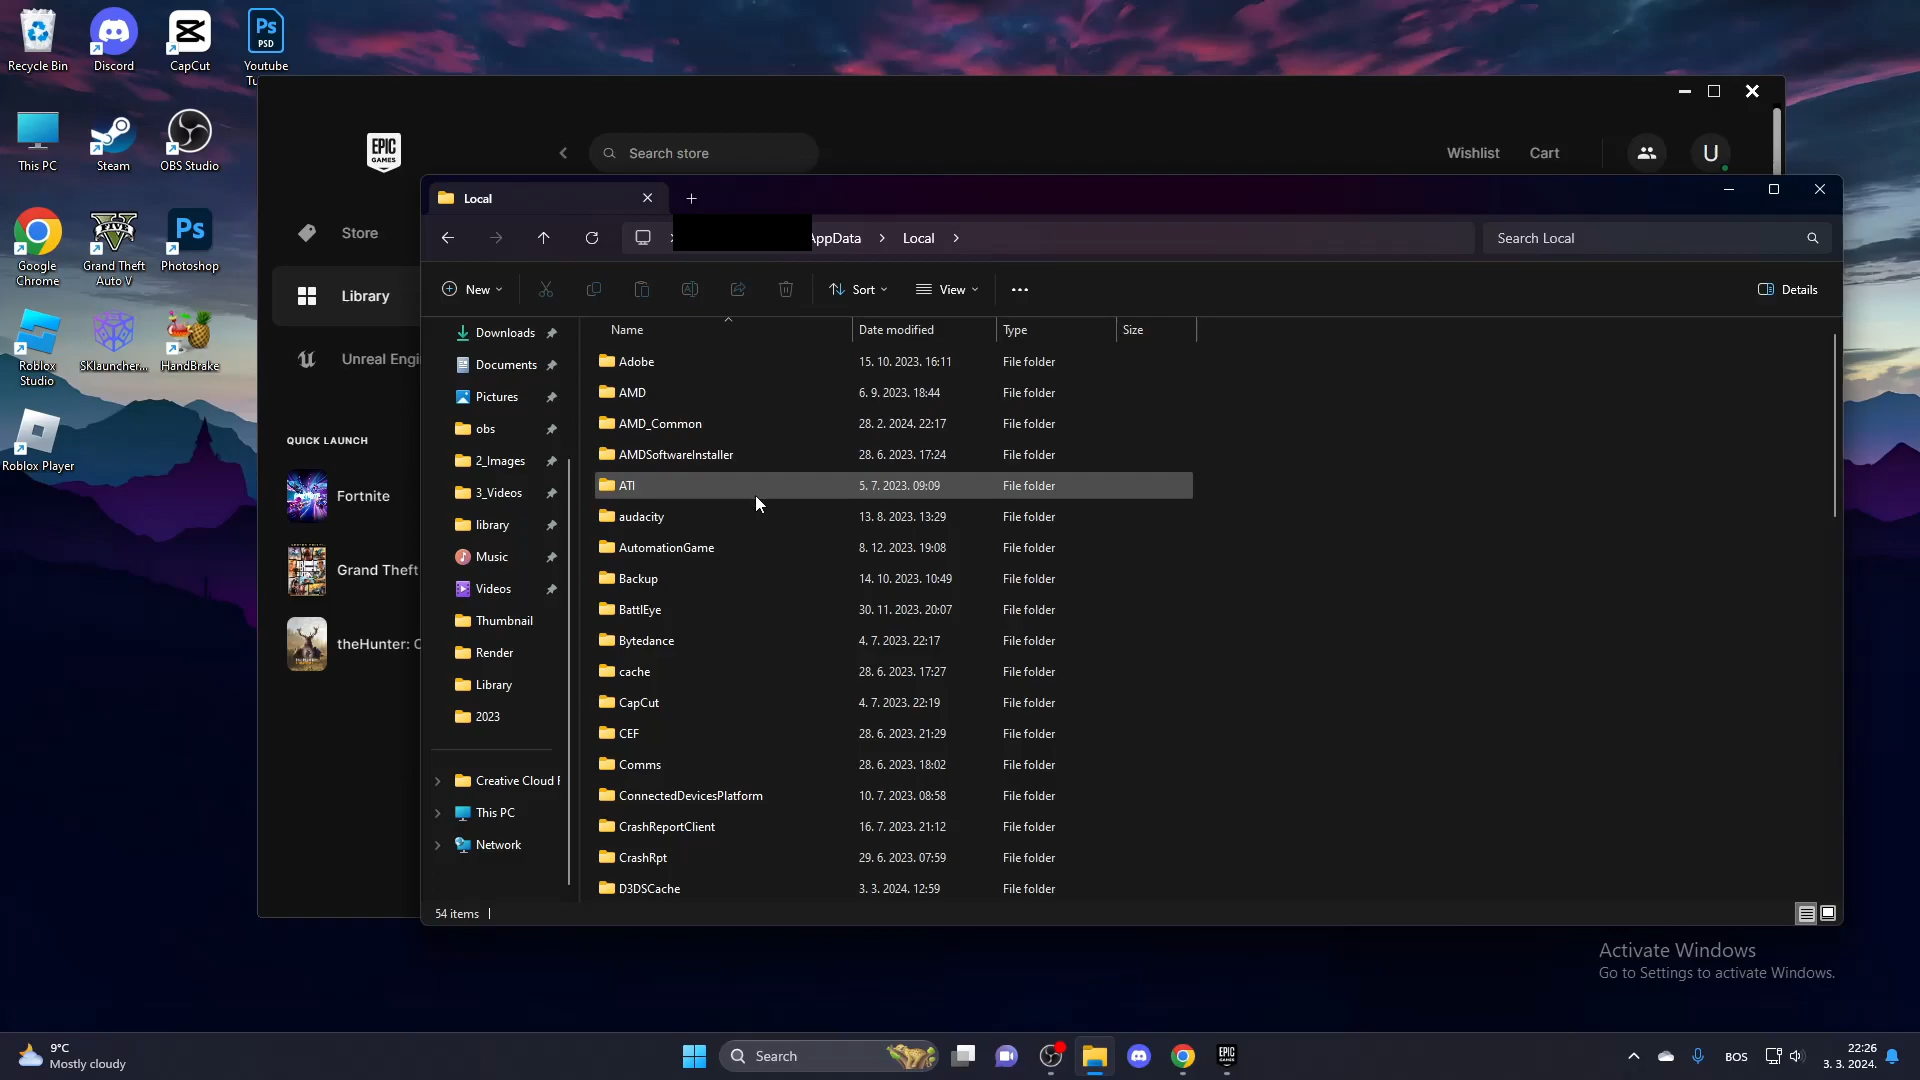 Recycle Bin
Discord
CapCut
Ps
PSD
Youtube
Tu
This PC
Steam
OBS Studio
Google
Chrome
FIVE
Grand Theft
Auto V
Ps
Photoshop
Roblox
Studio
SKlauncher...
HandBrake
Roblox Player
EPIC
GAMES
Search store
Wishlist
Cart
U
Store
Library
Unreal Engi
QUICK LAUNCH
Fortnite
Grand Theft
theHunter: C
Local
AppData
Local
Search Local
New
Sort
View
Details
Downloads
Documents
Pictures
obs
2_Images
3_Videos
library
Music
Videos
Thumbnail
Render
Library
2023
Creative Cloud F
This PC
Network
Name Date modified Type Size
Adobe 15. 10. 2023. 16:11 File folder
AMD 6. 9. 2023. 18:44 File folder
AMD_Common 28. 2. 2024. 22:17 File folder
AMDSoftwareInstaller 28. 6. 2023. 17:24 File folder
ATI 5. 7. 2023. 09:09 File folder
audacity 13. 8. 2023. 13:29 File folder
AutomationGame 8. 12. 2023. 19:08 File folder
Backup 14. 10. 2023. 10:49 File folder
BattlEye 30. 11. 2023. 20:07 File folder
Bytedance 4. 7. 2023. 22:17 File folder
cache 28. 6. 2023. 17:27 File folder
CapCut 4. 7. 2023. 22:19 File folder
CEF 28. 6. 2023. 21:29 File folder
Comms 28. 6. 2023. 18:02 File folder
ConnectedDevicesPlatform 10. 7. 2023. 08:58 File folder
CrashReportClient 16. 7. 2023. 21:12 File folder
CrashRpt 29. 6. 2023. 07:59 File folder
D3DSCache 3. 3. 2024. 12:59 File folder
54 items
Activate Windows
Go to Settings to activate Windows.
9°C
Mostly cloudy
Search
EPIC
BOS
22:26
3. 3. 2024.